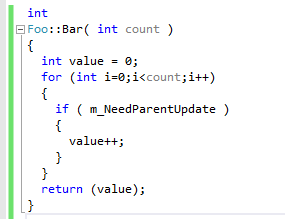 int
Foo::Bar( int count )
{
  int value = 0;
  for (int i=0;i<count;i++)
  {
    if ( m_NeedParentUpdate )
    {
      value++;
    }
  }
  return (value);
}